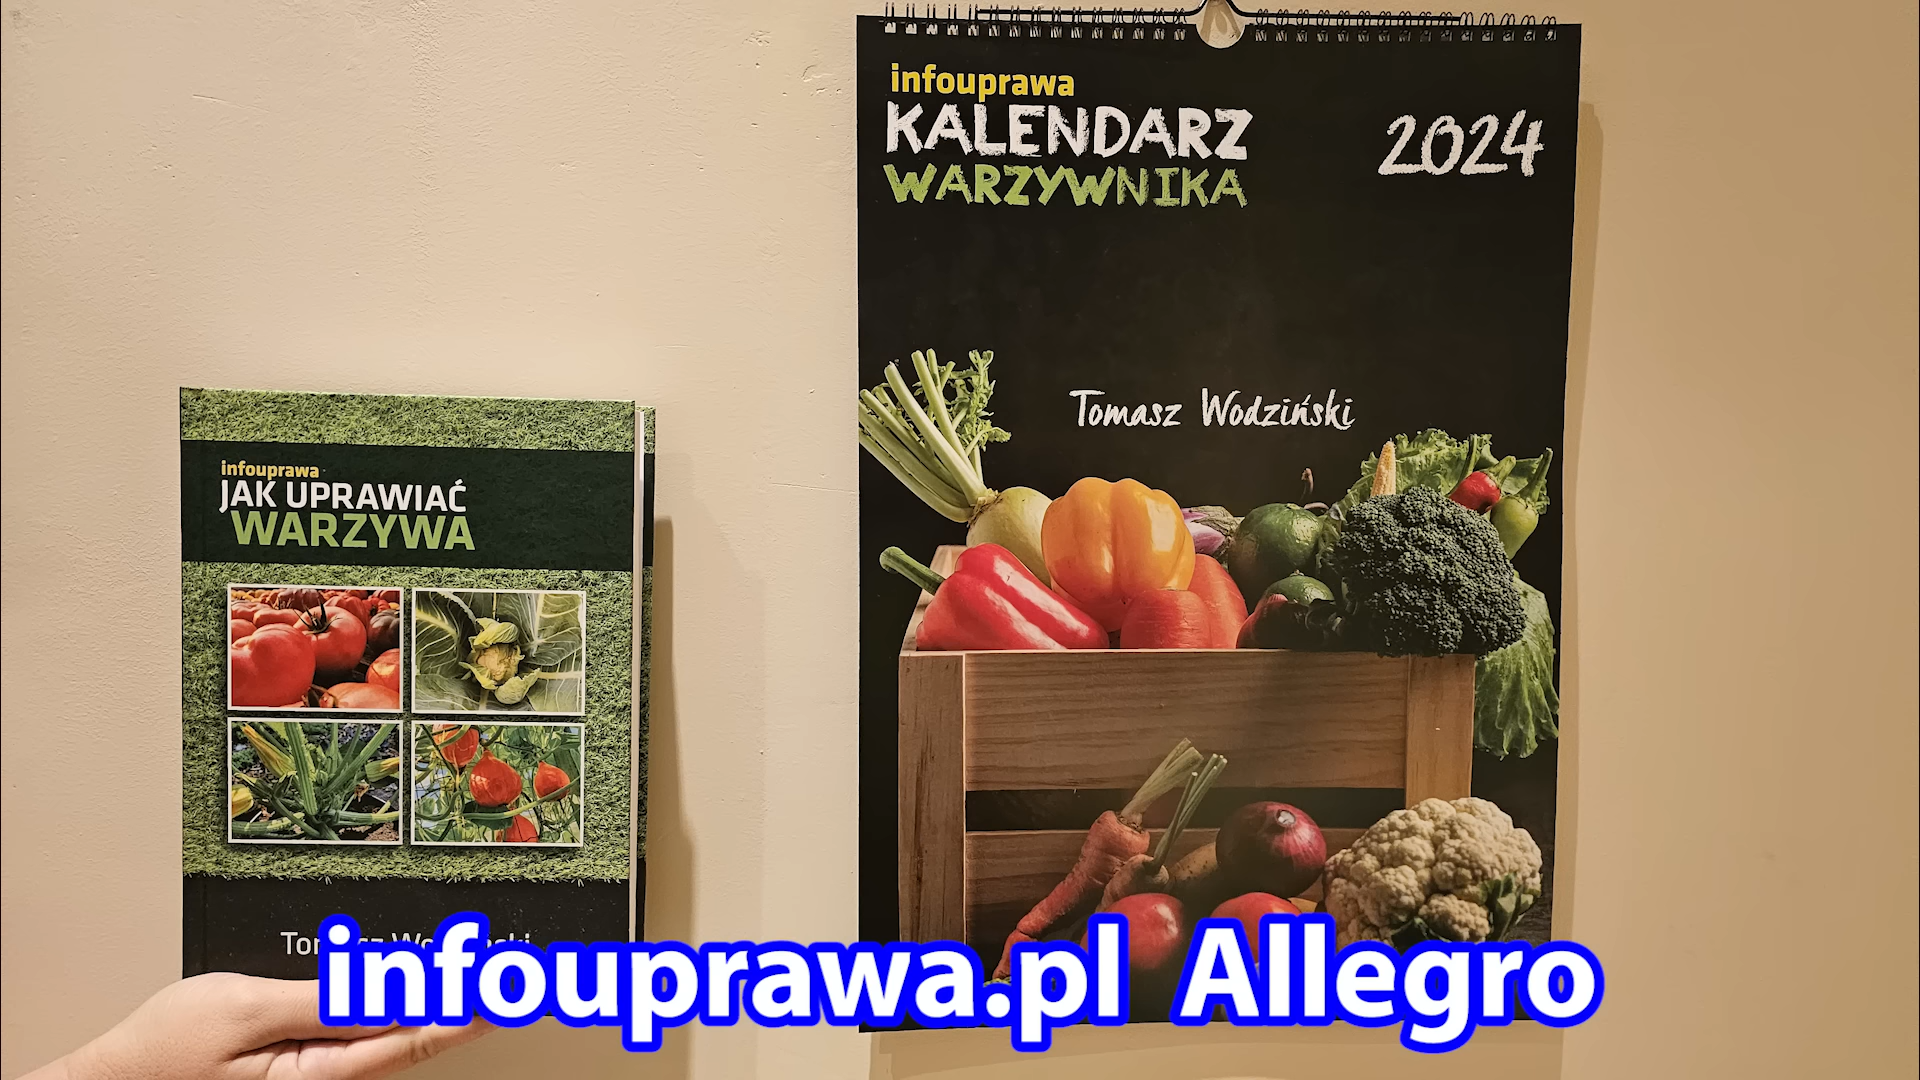 infouprawa
KALENDARZ
WARZYWNIKA
2024
Tomasz Wodziński
infouprawa
JAK UPRAWIAĆ
WARZYWA
infouprawa.pl Allegro